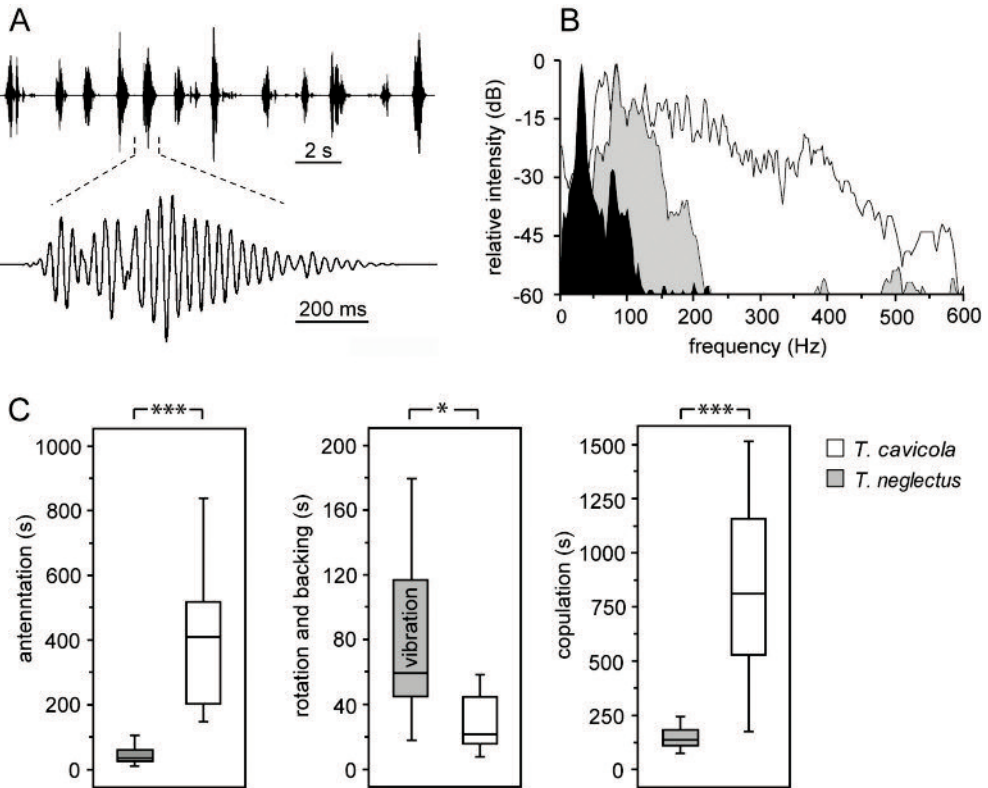 A
2 s
200 ms
B
relative intensity (dB)
0
-15
-30
-45
-60
0 100 200 300 400 500 600
frequency (Hz)
C
***
antenntation (s)
1000
800
600
400
200
0
*
rotation and backing (s)
200
160
120
80
40
0
vibration
***
copulation (s)
1500
1250
1000
750
500
250
0
T. cavicola
T. neglectus